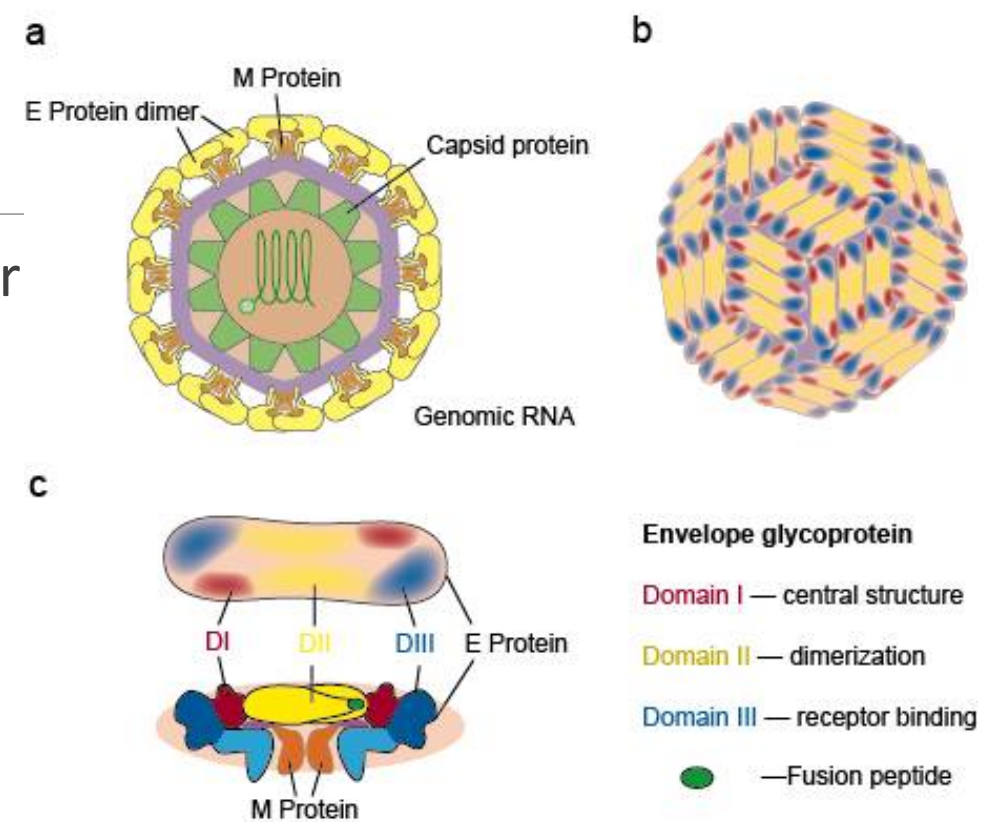 a
b
M Protein
E Protein dimer
Capsid protein
r
Genomic RNA
c
DI
DII
DIII
E Protein
M Protein
Envelope glycoprotein
Domain I — central structure
Domain II — dimerization
Domain III — receptor binding
—Fusion peptide